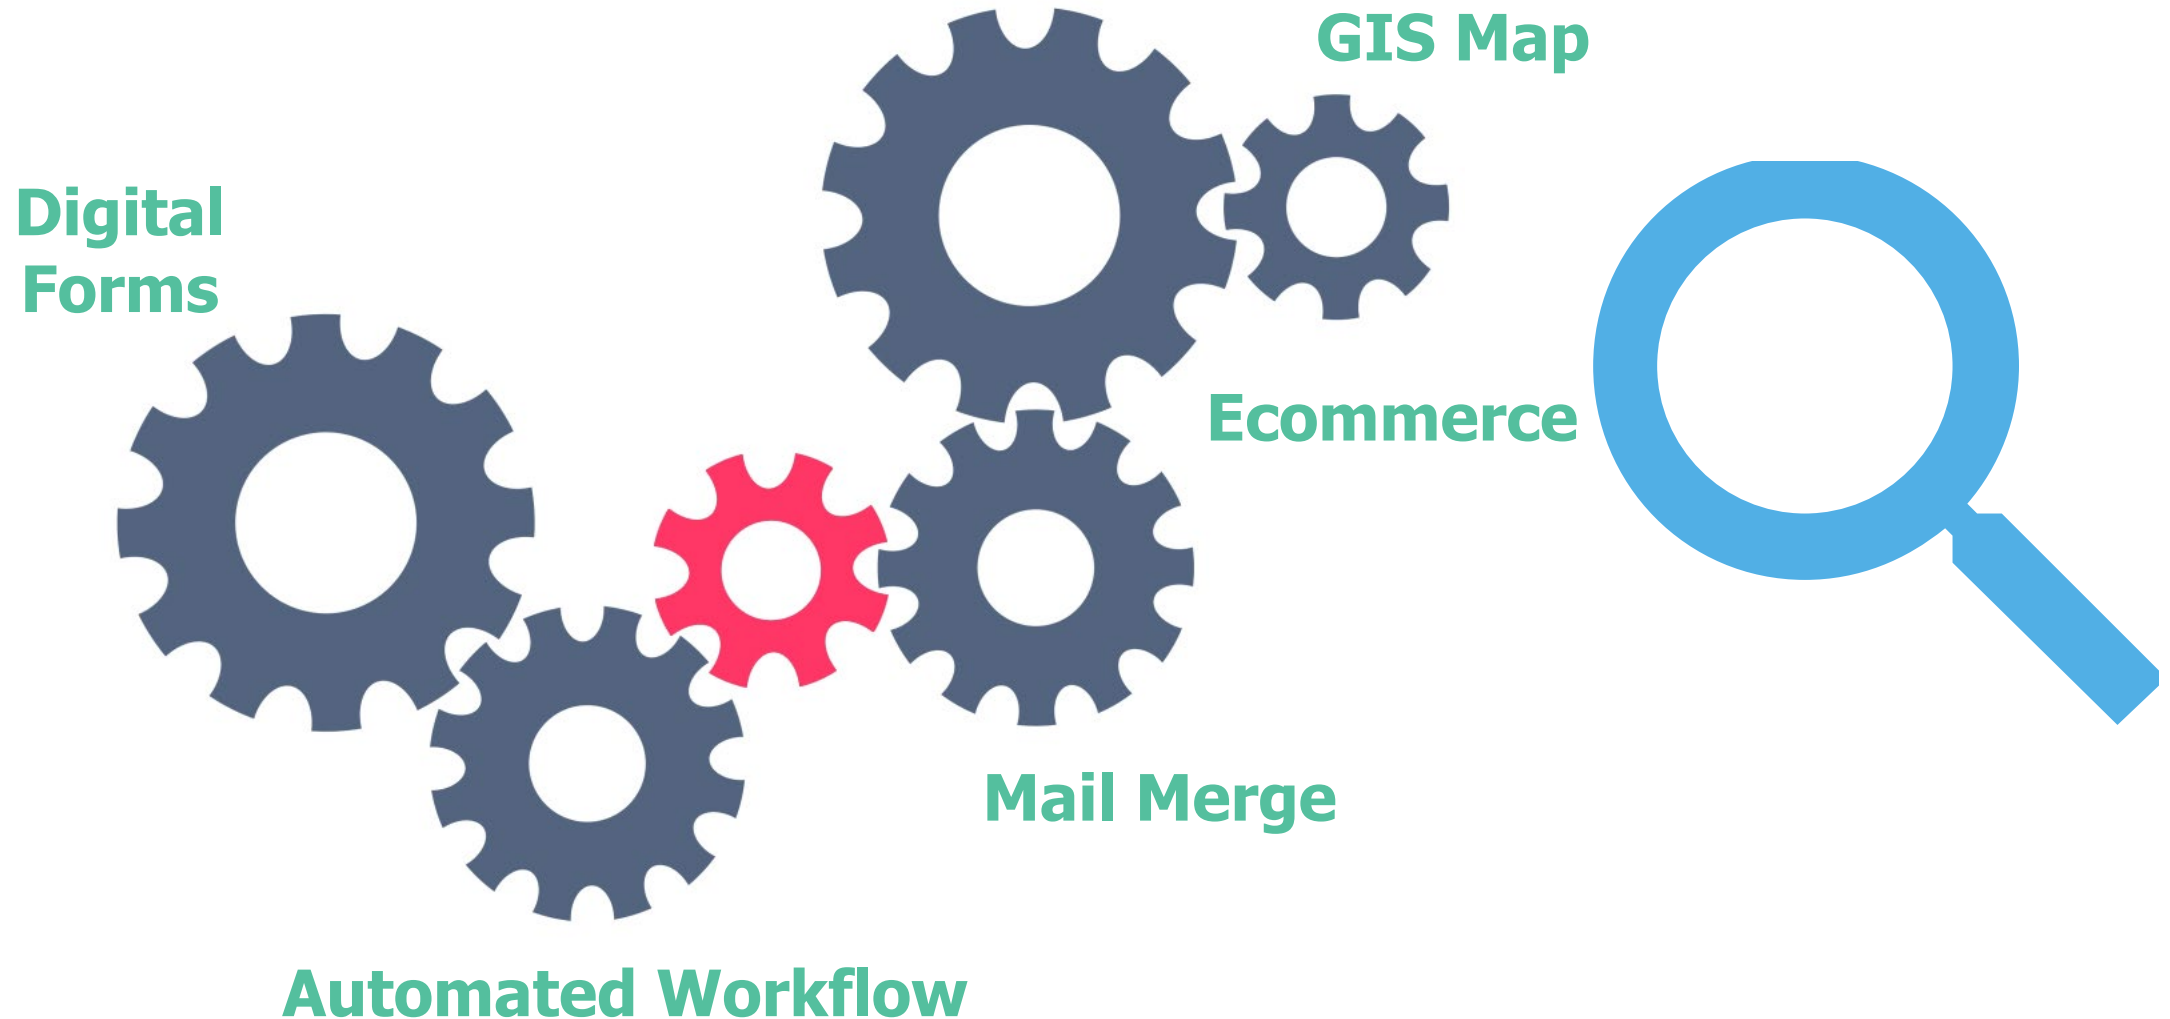 GIS Map
Digital
Forms
Ecommerce
Mail Merge
Automated Workflow